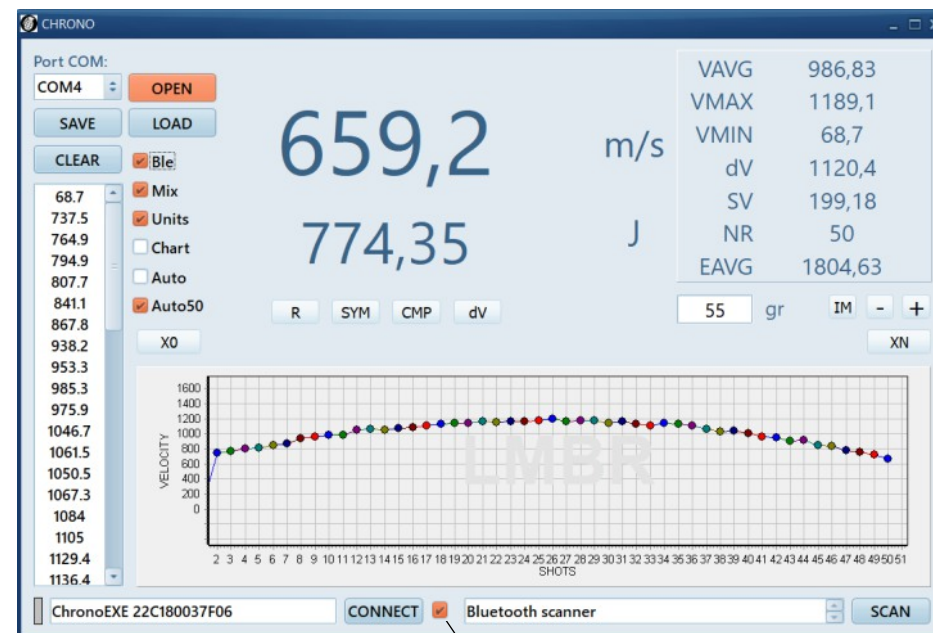 CHRONO
Port COM:
COM4 OPEN
SAVE LOAD
CLEAR
Ble
Mix
Units
Chart
Auto
Auto50
68.7
737.5
764.9
794.9
807.7
841.1
867.8
938.2
953.3
985.3
975.9
1046.7
1061.5
1050.5
1067.3
1084
1105
1129.4
1136.4
659,2 m/s
774,35 J
VAVG 986,83
VMAX 1189,1
VMIN 68,7
dV 1120,4
SV 199,18
NR 50
EAVG 1804,63
R SYM CMP dV
55 gr IM - +
X0 XN
VELOCITY
1600
1400
1200
1000
800
600
400
200
0
LMBR
2 3 4 5 6 7 8 9 10 11 12 13 14 15 16 17 18 19 20 21 22 23 24 25 26 27 28 29 30 31 32 33 34 35 36 37 38 39 40 41 42 43 44 45 46 47 48 49 50 51
SHOTS
ChronoEXE 22C180037F06 CONNECT Bluetooth scanner SCAN